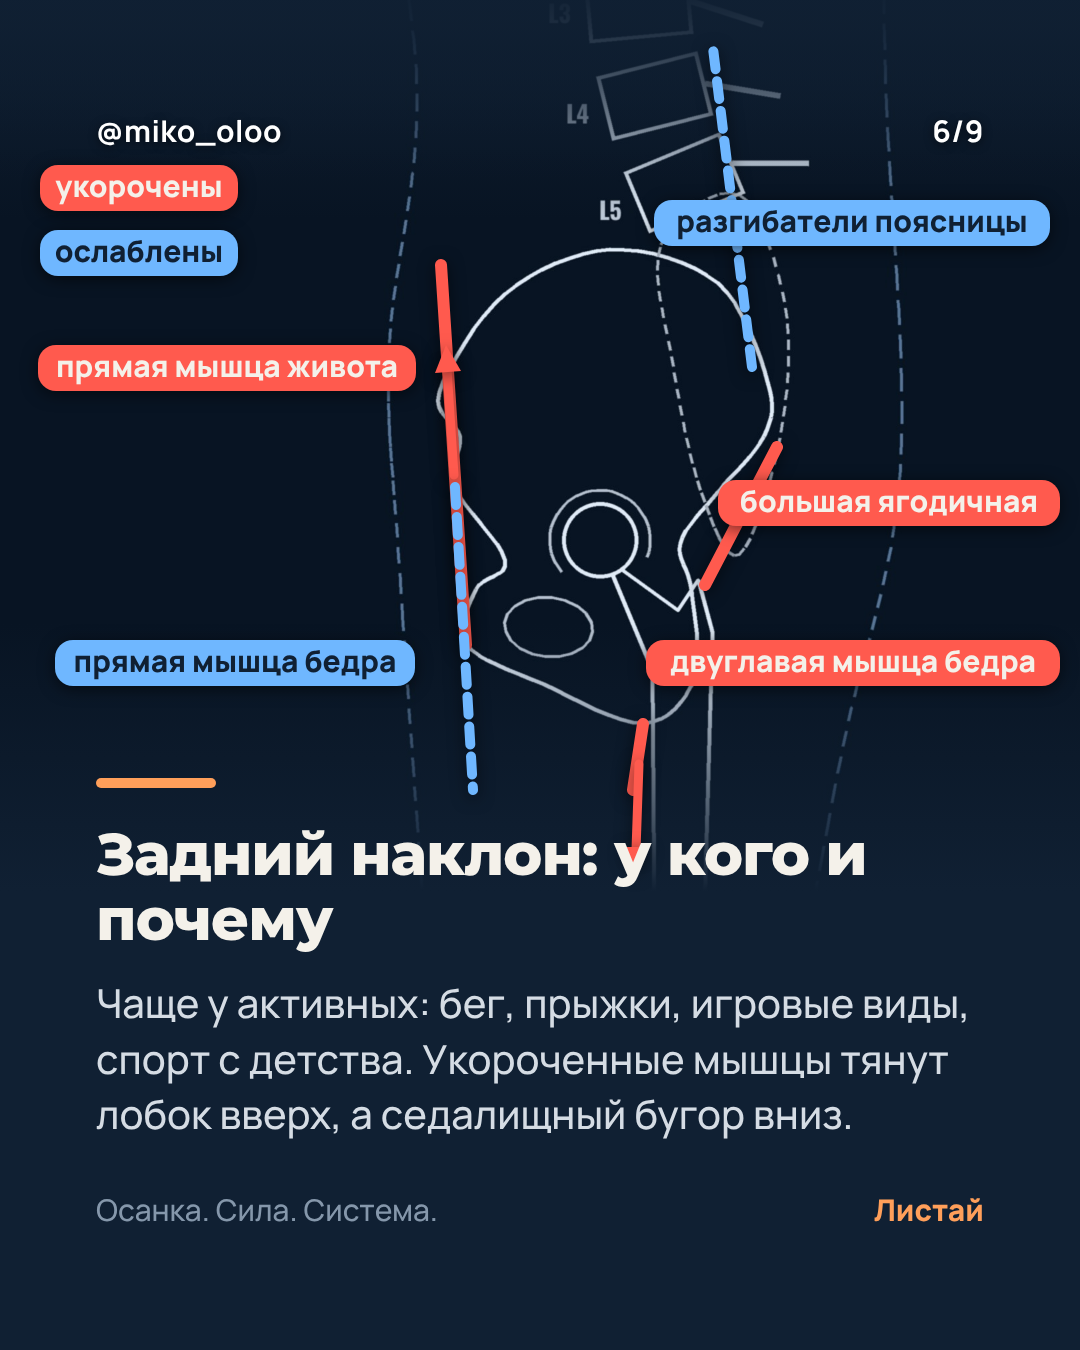 L3
L4
@miko_oloo
6/9
укорочены
L5
разгибатели поясницы
ослаблены
прямая мышца живота
большая ягодичная
прямая мышца бедра
двуглавая мышца бедра
Задний наклон: у кого и
почему
Чаще у активных: бег, прыжки, игровые виды,
спорт с детства. Укороченные мышцы тянут
лобок вверх, а седалищный бугор вниз.
Осанка. Сила. Система.
Листай